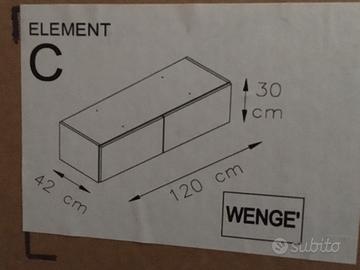 ELEMENT
C
30
cm
42 cm
120 cm
WENGE'
subito